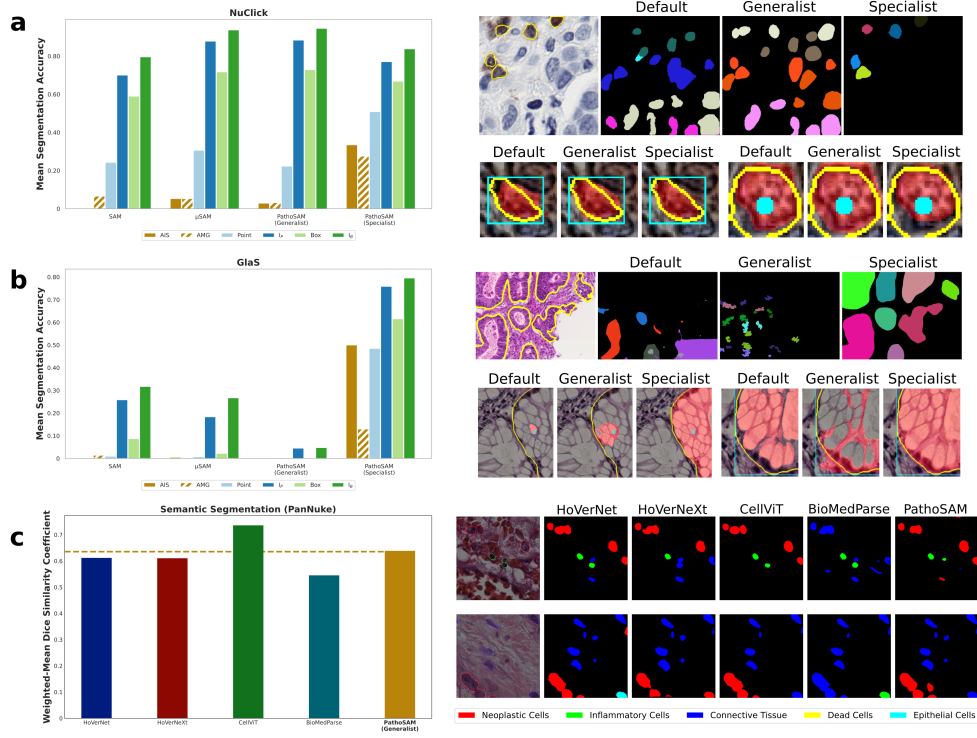 a
NuClick
Mean Segmentation Accuracy
0.80
0.60
0.40
0.20
0
SAM
μSAM
PathoSAM
(Generalist)
PathoSAM
(Specialist)
AIS
AMG
Point
I_P
Box
I_B
Default
Generalist
Specialist
Default
Generalist
Specialist
Default
Generalist
Specialist
b
GlaS
Mean Segmentation Accuracy
0.80
0.70
0.60
0.50
0.40
0.30
0.20
0.10
0
SAM
μSAM
PathoSAM
(Generalist)
PathoSAM
(Specialist)
AIS
AMG
Point
I_P
Box
I_B
Default
Generalist
Specialist
Default
Generalist
Specialist
Default
Generalist
Specialist
c
Semantic Segmentation (PanNuke)
Weighted-Mean Dice Similarity Coefficient
0.7
0.6
0.5
0.4
0.3
0.2
0.1
0
HoVerNet
HoVerNeXt
CellViT
BioMedParse
PathoSAM
(Generalist)
HoVerNet
HoVerNeXt
CellViT
BioMedParse
PathoSAM
Neoplastic Cells
Inflammatory Cells
Connective Tissue
Dead Cells
Epithelial Cells